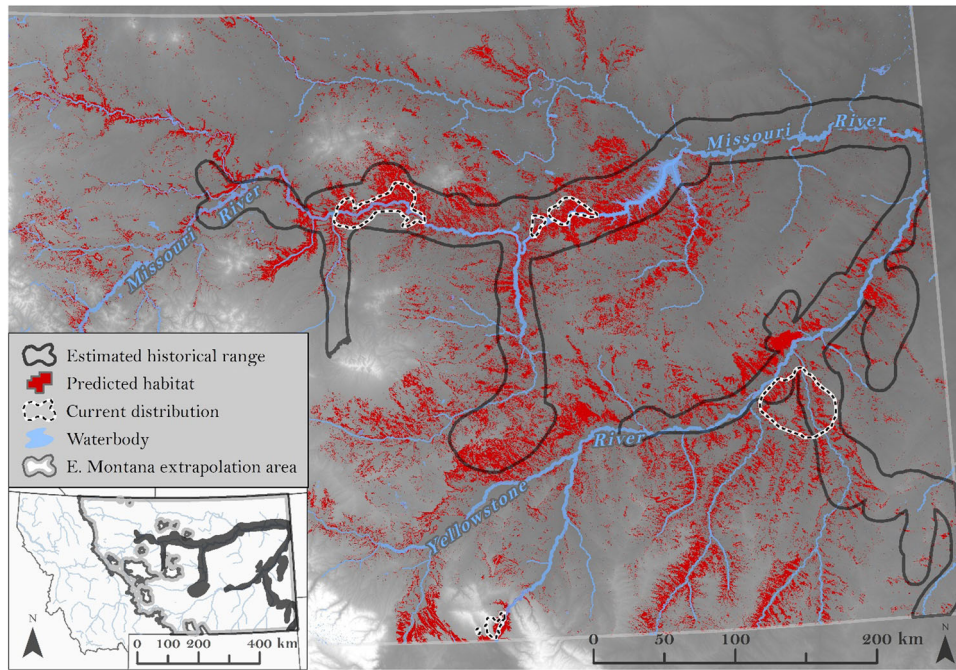 Missouri River
Missouri
River
Estimated historical range
Predicted habitat
Current distribution
Waterbody
E. Montana extrapolation area
River
Yellowstone
N
0 100 200 400 km
N
0 50 100 200 km